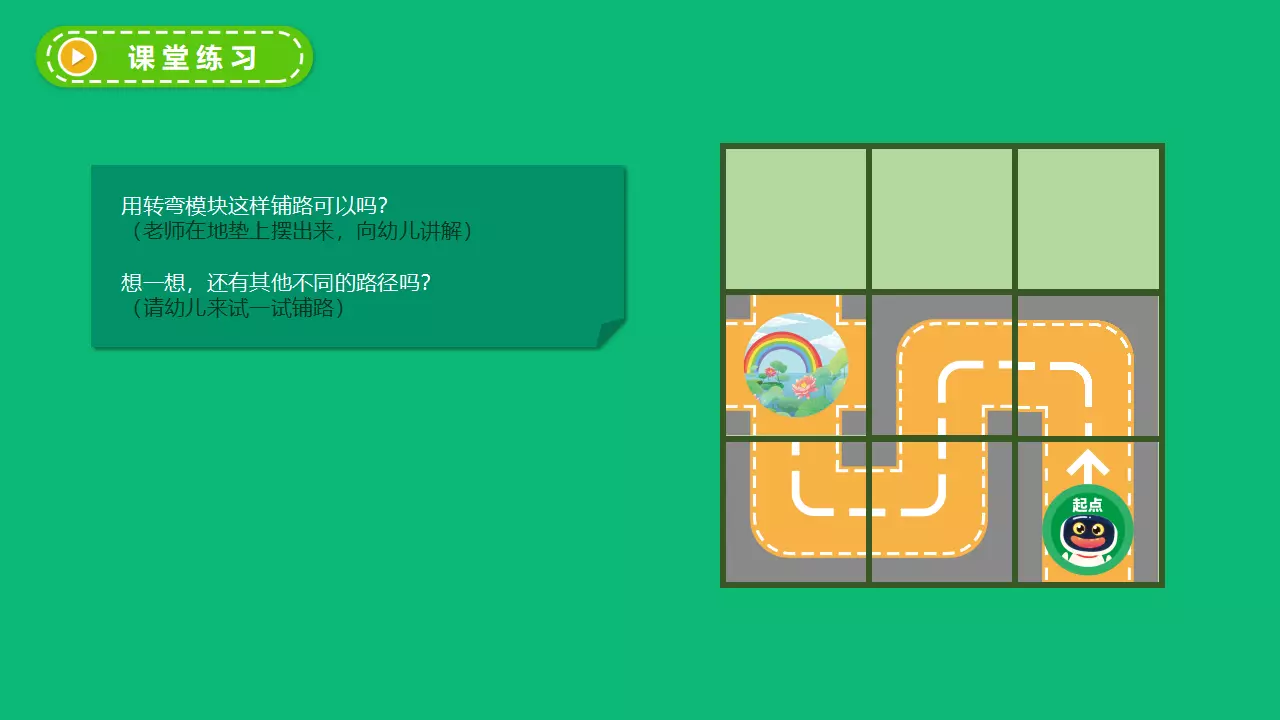 课堂练习
用转弯模块这样铺路可以吗?
（老师在地垫上摆出来，向幼儿讲解）
想一想，还有其他不同的路径吗?
（请幼儿来试一试铺路）
起点